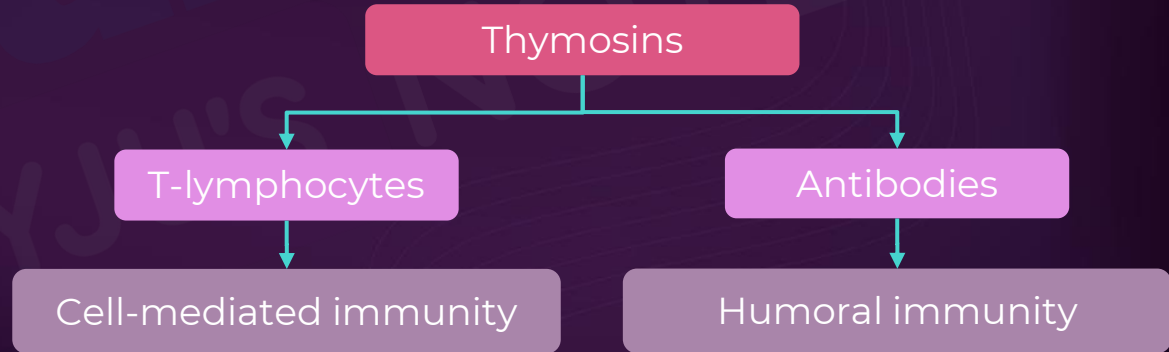 Thymosins
T-lymphocytes
Antibodies
Cell-mediated immunity
Humoral immunity